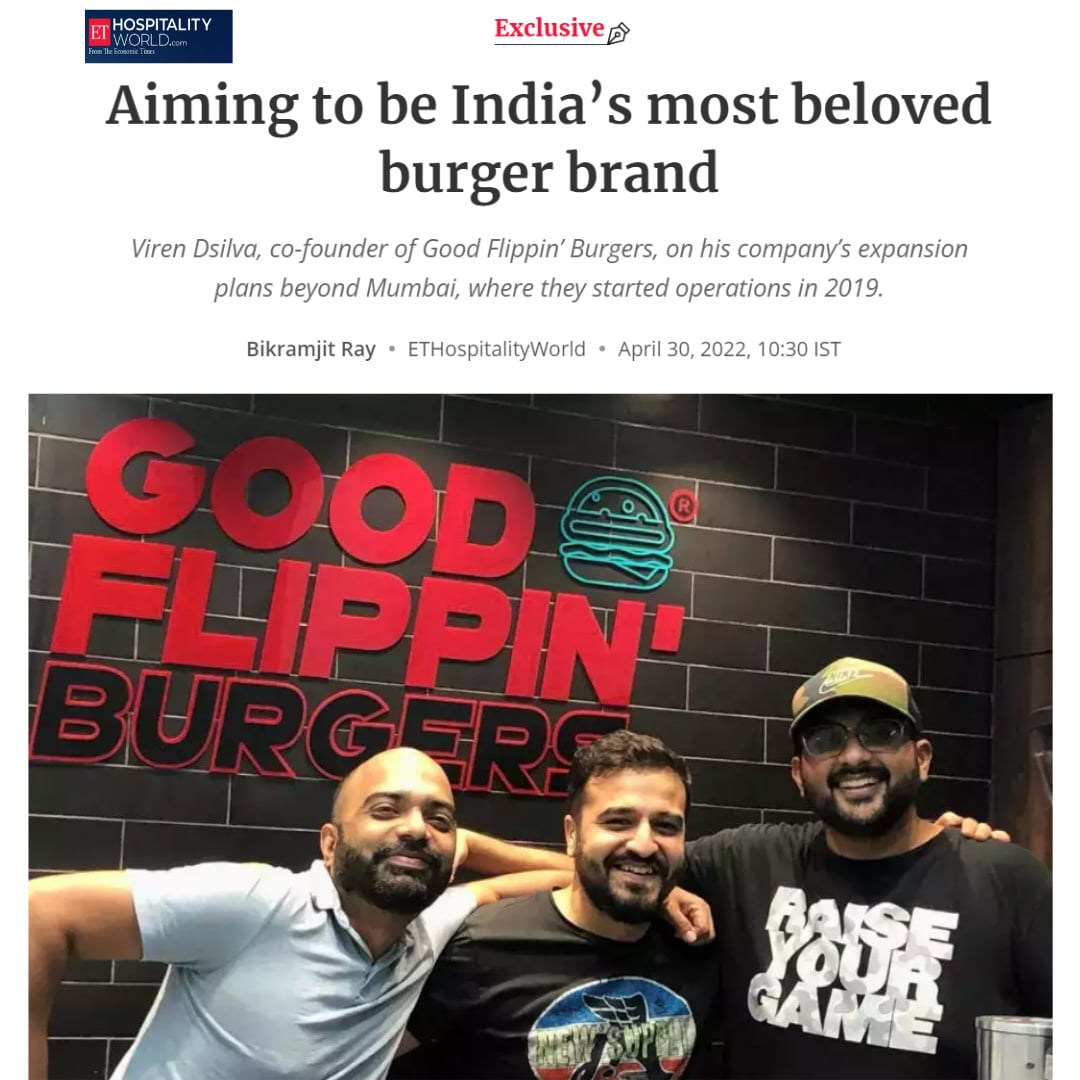 ET HOSPITALITY
WORLD.com
From The Economic Times
Exclusive
Aiming to be India’s most beloved
burger brand
Viren Dsilva, co-founder of Good Flippin’ Burgers, on his company’s expansion
plans beyond Mumbai, where they started operations in 2019.
Bikramjit Ray • ETHospitalityWorld • April 30, 2022, 10:30 IST
GOOD ®
FLIPPIN'
BURGERS
RAISE
YOUR
GAME
NEW SUPPLY